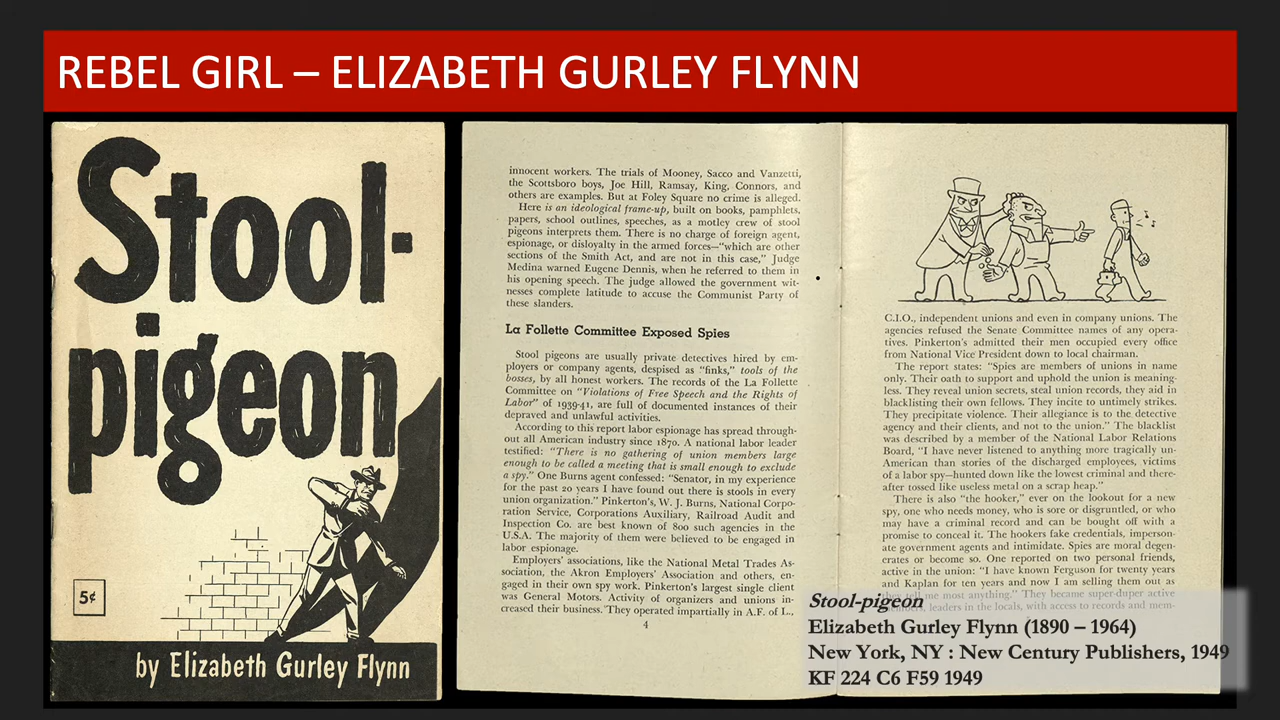 REBEL GIRL – ELIZABETH GURLEY FLYNN
Stool-
pigeon
5¢
by Elizabeth Gurley Flynn
innocent workers. The trials of Mooney, Sacco and Vanzetti,
the Scottsboro boys, Joe Hill, Ramsay, King, Connors, and
others are examples. But at Foley Square no crime is alleged.
Here is an ideological frame-up, built on books, pamphlets,
papers, school outlines, speeches, as a motley crew of stool
pigeons interprets them. There is no charge of foreign agent,
espionage, or disloyalty in the armed forces—“which are other
sections of the Smith Act, and are not in this case,” Judge
Medina warned Eugene Dennis, when he referred to them in
his opening speech. The judge allowed the government wit-
nesses complete latitude to accuse the Communist Party of
these slanders.
La Follette Committee Exposed Spies
Stool pigeons are usually private detectives hired by em-
ployers or company agents, despised as “finks,” tools of the
bosses, by all honest workers. The records of the La Follette
Committee on “Violations of Free Speech and the Rights of
Labor” of 1939-41, are full of documented instances of their
depraved and unlawful activities.
According to this report labor espionage has spread through-
out all American industry since 1870. A national labor leader
testified: “There is no gathering of union members large
enough to be called a meeting that is small enough to exclude
a spy.” One Burns agent confessed: “Senator, in my experience
for the past 20 years I have found out there is stools in every
union organization.” Pinkerton's, W. J. Burns, National Corpo-
ration Service, Corporations Auxiliary, Railroad Audit and
Inspection Co. are best known of 800 such agencies in the
U.S.A. The majority of them were believed to be engaged in
labor espionage.
Employers' associations, like the National Metal Trades As-
sociation, the Akron Employers' Association and others, en-
gaged in their own spy work. Pinkerton's largest single client
was General Motors. Activity of organizers and unions in-
creased their business. They operated impartially in A.F. of L.,
4
C.I.O., independent unions and even in company unions. The
agencies refused the Senate Committee names of any opera-
tives. Pinkerton's admitted their men occupied every office
from National Vice President down to local chairman.
The report states: “Spies are members of unions in name
only. Their oath to support and uphold the union is meaning-
less. They reveal union secrets, steal union records, they aid in
blacklisting their own fellows. They incite to untimely strikes.
They precipitate violence. Their allegiance is to the detective
agency and their clients, and not to the union.” The blacklist
was described by a member of the National Labor Relations
Board, “I have never listened to anything more tragically un-
American than stories of the discharged employees, victims
of a labor spy—hunted down like the lowest criminal and there-
after tossed like useless metal on a scrap heap.”
There is also “the hooker,” ever on the lookout for a new
spy, one who needs money, who is sore or disgruntled, or who
may have a criminal record and can be bought off with a
promise to conceal it. The hookers fake credentials, imperson-
ate government agents and intimidate. Spies are moral degen-
erates or become so. One reported on two personal friends,
active in the union: “I have known Ferguson for twenty years
and Kaplan for ten years and now I am selling them out as
they tell me most anything.” They became super-duper active
leaders in the locals, with access to records and mem-
Stool-pigeon
Elizabeth Gurley Flynn (1890 – 1964)
New York, NY : New Century Publishers, 1949
KF 224 C6 F59 1949